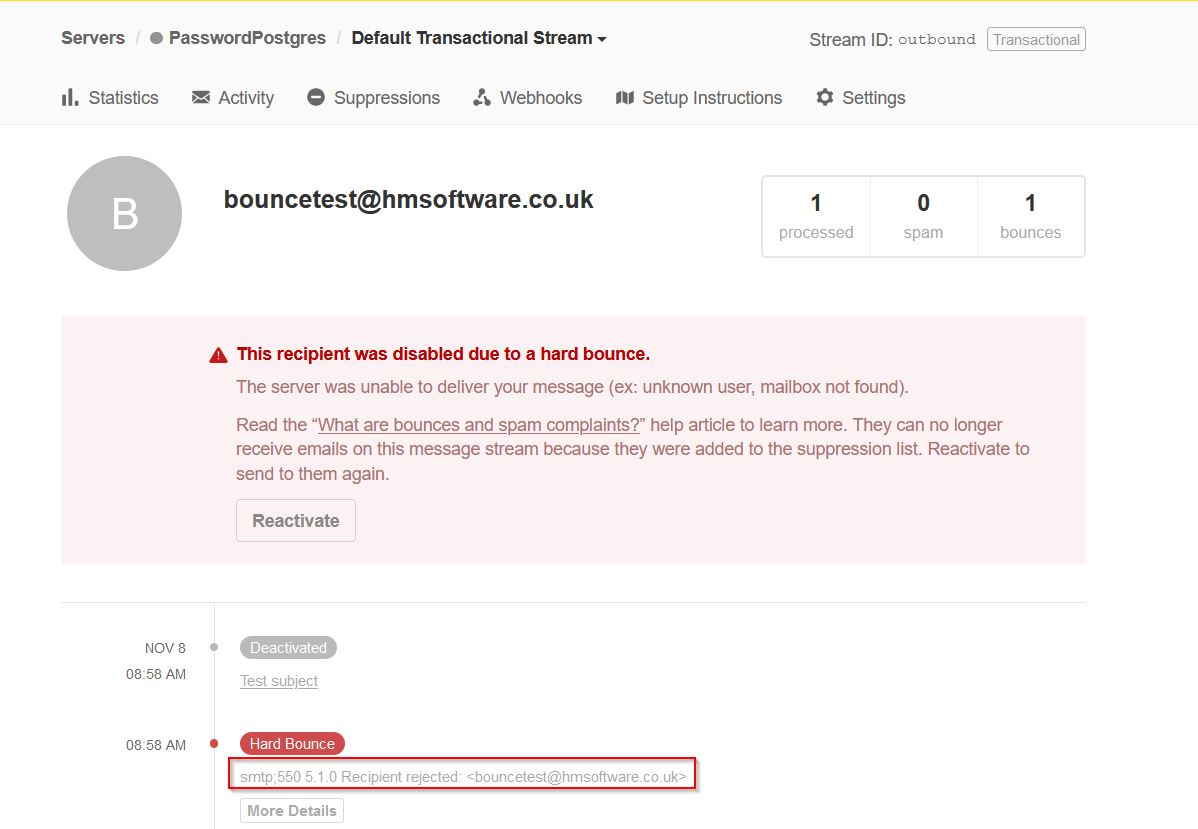 Servers / PasswordPostgres / Default Transactional Stream
Stream ID: outbound Transactional
Statistics Activity Suppressions Webhooks Setup Instructions Settings
B
bouncetest@hmsoftware.co.uk
1 0 1
processed spam bounces
This recipient was disabled due to a hard bounce.
The server was unable to deliver your message (ex: unknown user, mailbox not found).
Read the “What are bounces and spam complaints?” help article to learn more. They can no longer
receive emails on this message stream because they were added to the suppression list. Reactivate to
send to them again.
Reactivate
NOV 8 Deactivated
08:58 AM Test subject
08:58 AM Hard Bounce
smtp;550 5.1.0 Recipient rejected: <bouncetest@hmsoftware.co.uk>
More Details